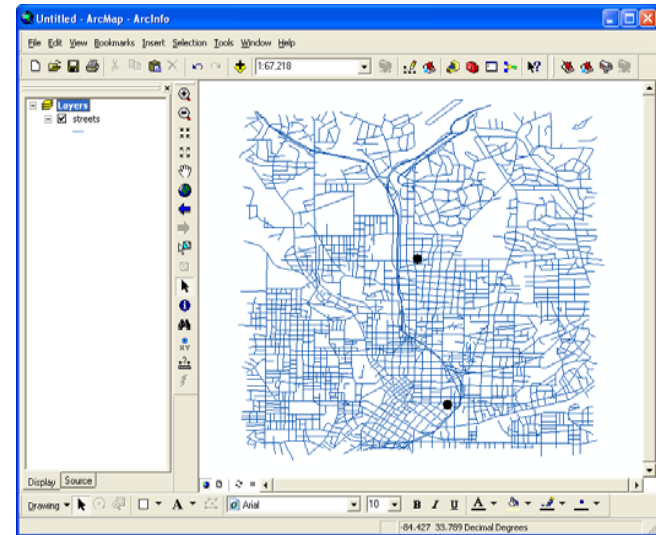 Untitled - ArcMap - ArcInfo
File Edit View Bookmarks Insert Selection Tools Window Help
1:67,218
Layers
streets
XY
Display Source
Drawing A Arial 10 B I U A
-84.427 33.789 Decimal Degrees